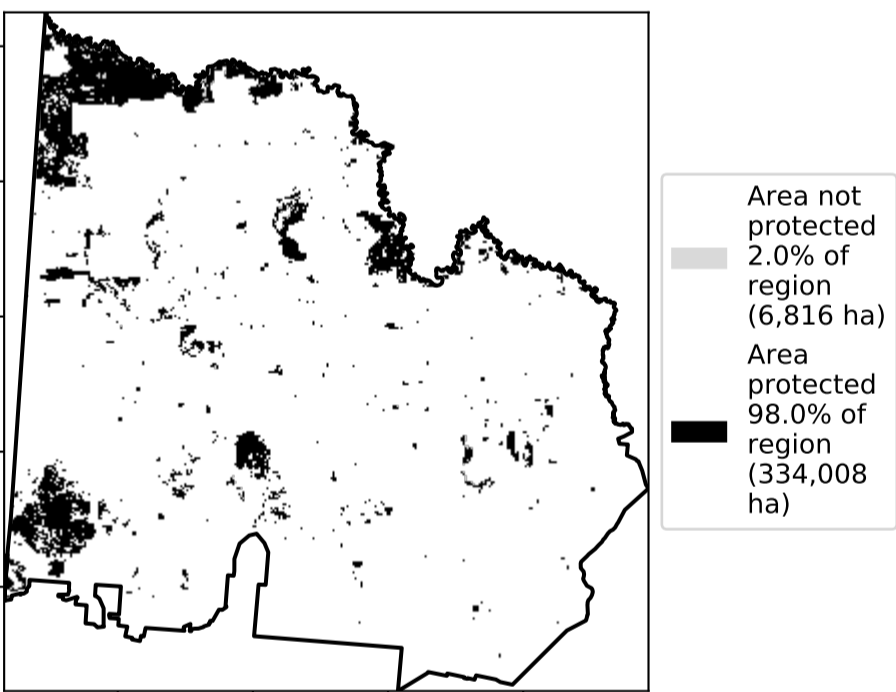 Area not
protected
2.0% of
region
(6,816 ha)
Area
protected
98.0% of
region
(334,008
ha)